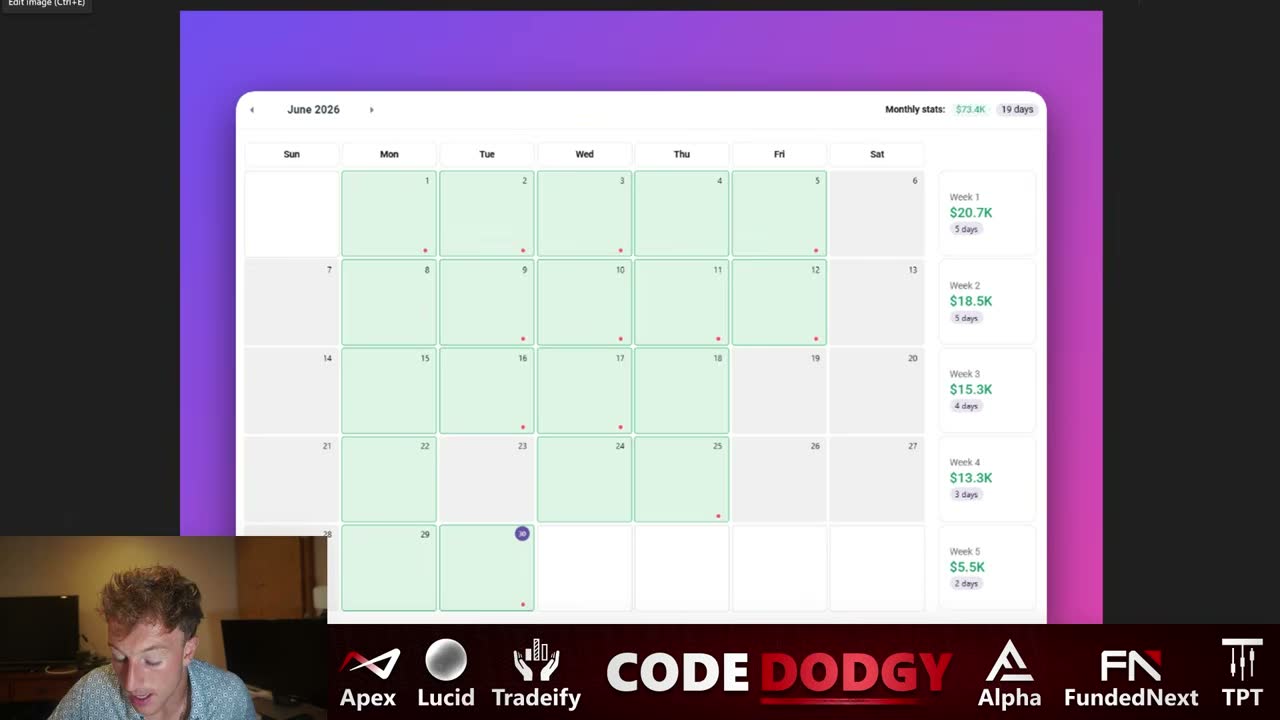 Edit Image (Ctrl+E)
June 2026
Monthly stats: $73.4K 19 days
Sun Mon Tue Wed Thu Fri Sat
1 2 3 4 5 6
Week 1
$20.7K
5 days
7 8 9 10 11 12 13
Week 2
$18.5K
5 days
14 15 16 17 18 19 20
Week 3
$15.3K
4 days
21 22 23 24 25 26 27
Week 4
$13.3K
3 days
28 29 30
Week 5
$5.5K
2 days
Apex Lucid Tradeify CODE DODGY Alpha FundedNext TPT
FN